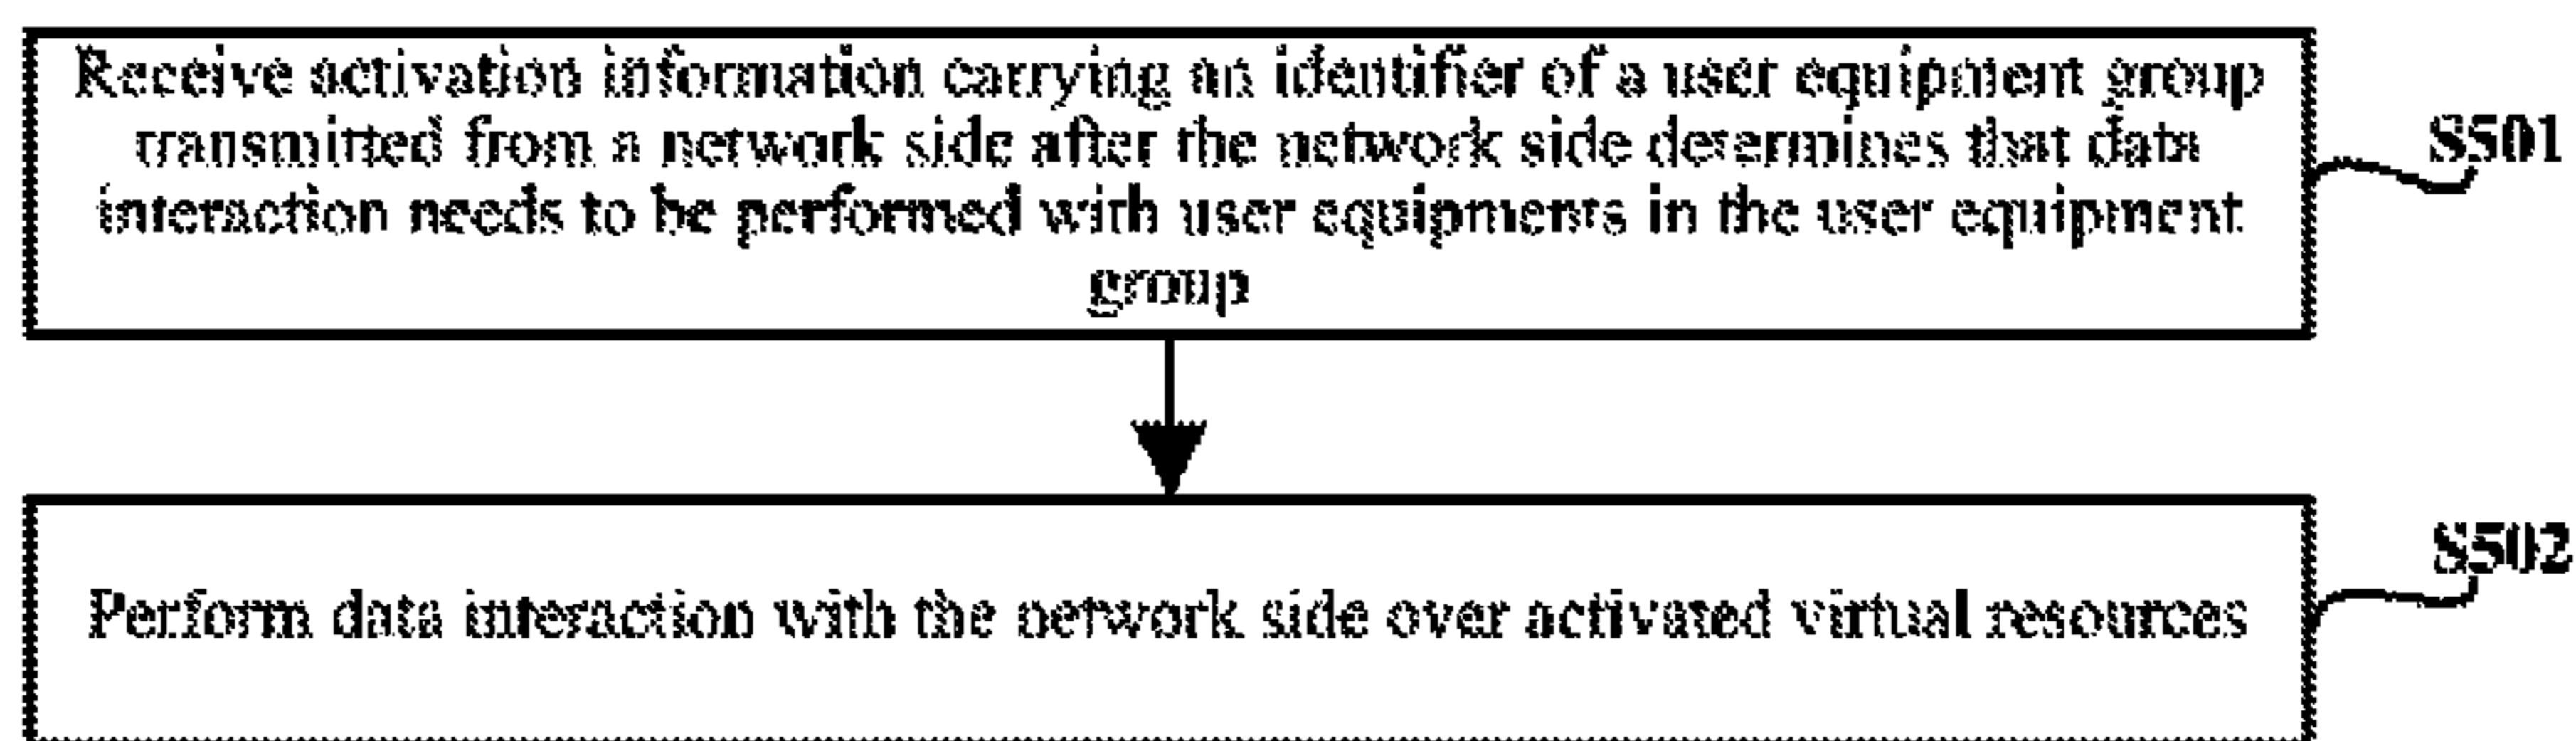 Receive activation information carrying an identifier of a user equipment group
transmitted from a network side after the network side determines that data
interaction needs to be performed with user equipments in the user equipment
group
S501
Perform data interaction with the network side over activated virtual resources
S502